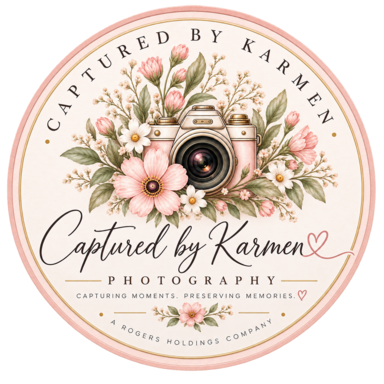 CAPTURED BY KARMEN
Captured by Karmen
PHOTOGRAPHY
CAPTURING MOMENTS. PRESERVING MEMORIES.
A ROGERS HOLDINGS COMPANY